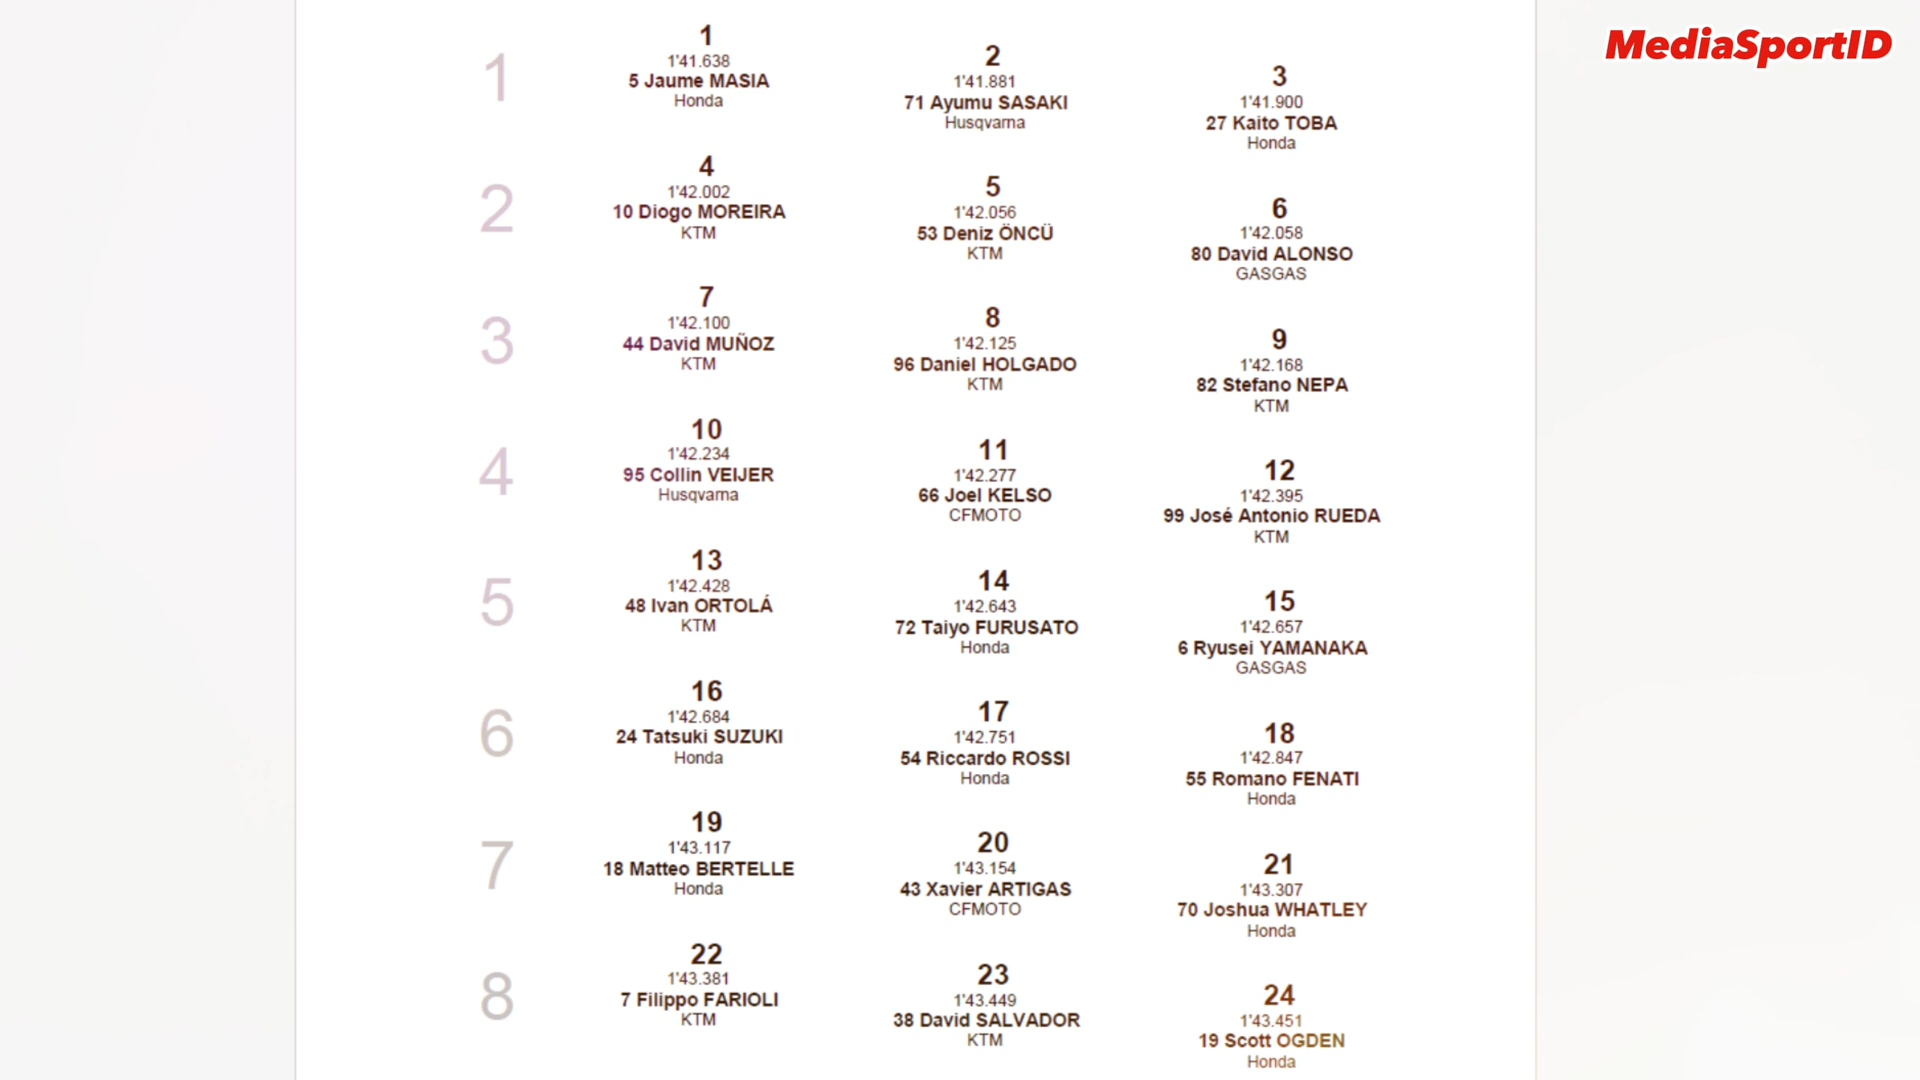 MediaSportID
1
1
1'41.638
5 Jaume MASIA
Honda
2
1'41.881
71 Ayumu SASAKI
Husqvarna
3
1'41.900
27 Kaito TOBA
Honda
2
4
1'42.002
10 Diogo MOREIRA
KTM
5
1'42.056
53 Deniz ÖNCÜ
KTM
6
1'42.058
80 David ALONSO
GASGAS
3
7
1'42.100
44 David MUÑOZ
KTM
8
1'42.125
96 Daniel HOLGADO
KTM
9
1'42.168
82 Stefano NEPA
KTM
4
10
1'42.234
95 Collin VEIJER
Husqvarna
11
1'42.277
66 Joel KELSO
CFMOTO
12
1'42.395
99 José Antonio RUEDA
KTM
5
13
1'42.428
48 Ivan ORTOLÁ
KTM
14
1'42.643
72 Taiyo FURUSATO
Honda
15
1'42.657
6 Ryusei YAMANAKA
GASGAS
6
16
1'42.684
24 Tatsuki SUZUKI
Honda
17
1'42.751
54 Riccardo ROSSI
Honda
18
1'42.847
55 Romano FENATI
Honda
7
19
1'43.117
18 Matteo BERTELLE
Honda
20
1'43.154
43 Xavier ARTIGAS
CFMOTO
21
1'43.307
70 Joshua WHATLEY
Honda
8
22
1'43.381
7 Filippo FARIOLI
KTM
23
1'43.449
38 David SALVADOR
KTM
24
1'43.451
19 Scott OGDEN
Honda